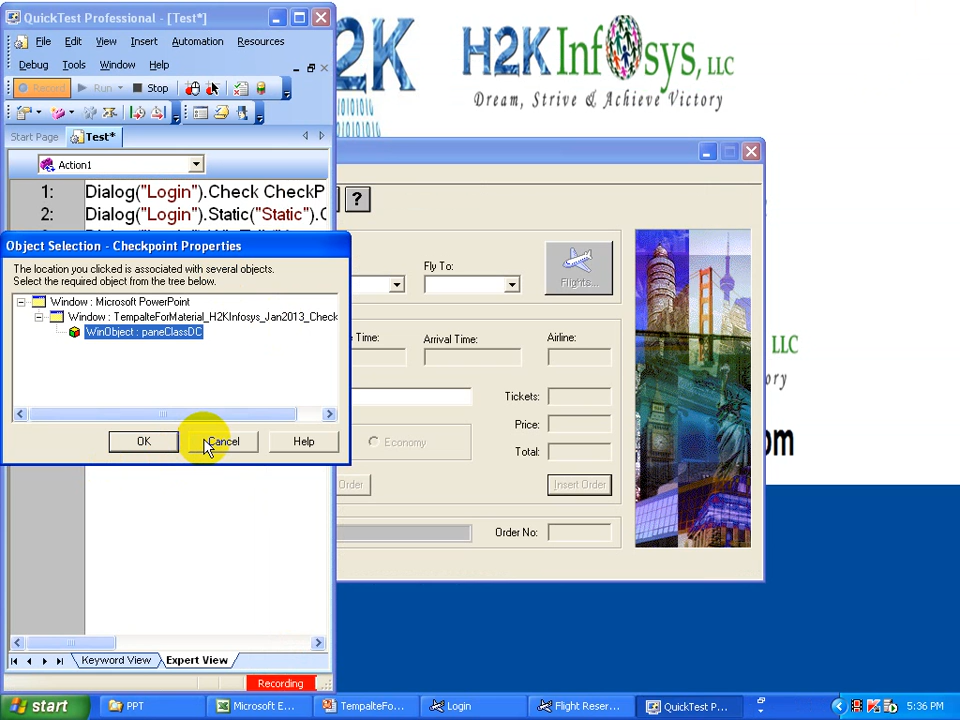 QuickTest Professional - [Test*]
File Edit View Insert Automation Resources
Debug Tools Window Help
Record Run Stop
Start Page Test*
Action1
1: Dialog("Login").Check CheckP
2: Dialog("Login").Static("Static").C
Object Selection - Checkpoint Properties
The location you clicked is associated with several objects.
Select the required object from the tree below.
Window : Microsoft PowerPoint
Window : TempalteForMaterial_H2KInfosys_Jan2013_Check
WinObject : paneClassDC
OK Cancel Help
Keyword View Expert View
Recording
2K
H2K Infosys, LLC
Dream, Strive & Achieve Victory
?
Fly To:
Flights...
Time: Arrival Time: Airline:
Tickets:
Economy
Price:
Total:
Order Insert Order
Order No:
LLC
ory
om
start PPT Microsoft E... TempalteFo... Login Flight Reser... QuickTest P... 5:36 PM